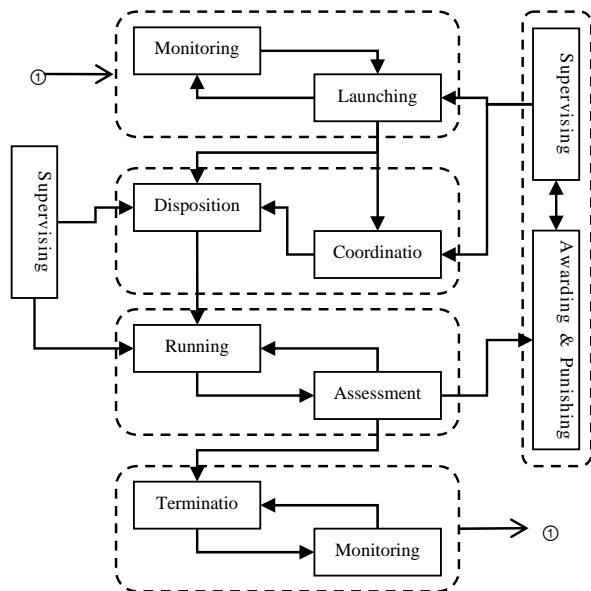 Monitoring
①
Launching
Supervising
Supervising
Disposition
Coordinatio
Awarding & Punishing
Running
Assessment
Terminatio
①
Monitoring